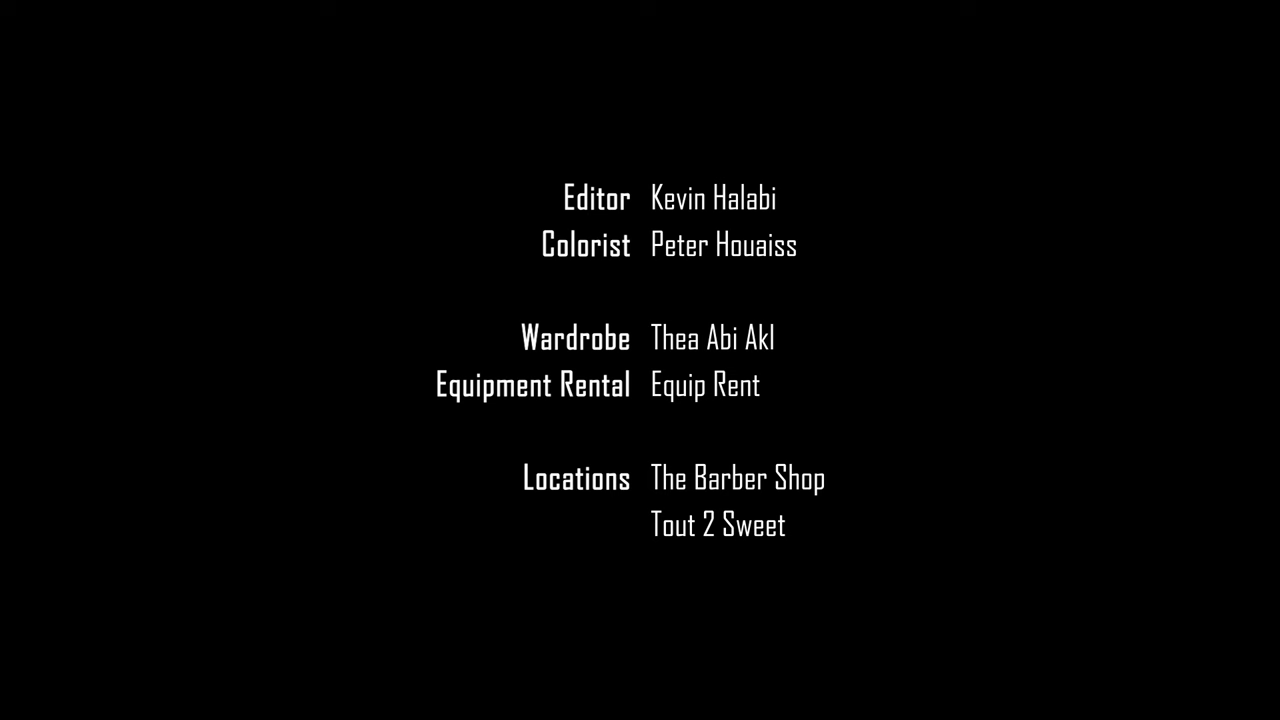 Editor Kevin Halabi
Colorist Peter Houaiss
Wardrobe Thea Abi Akl
Equipment Rental Equip Rent
Locations The Barber Shop
Tout 2 Sweet